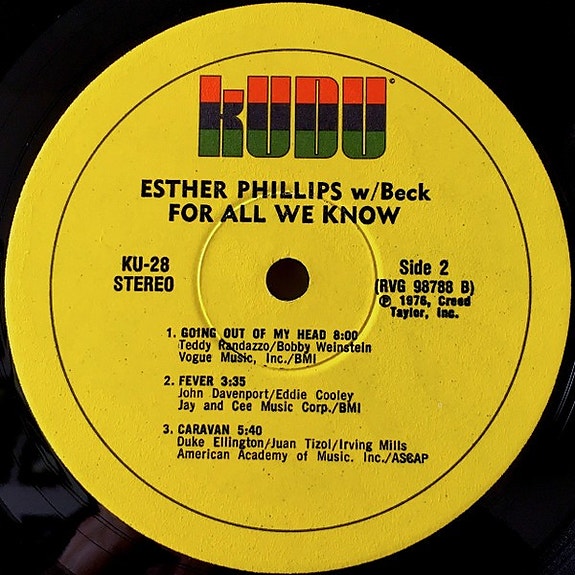 KUDU©
ESTHER PHILLIPS w/Beck
FOR ALL WE KNOW
KU-28
STEREO
Side 2
(RVG 98788 B)
℗ 1976, Creed
Taylor, Inc.
1. GOING OUT OF MY HEAD 8:00
Teddy Randazzo/Bobby Weinstein
Vogue Music, Inc./BMI
2. FEVER 3:35
John Davenport/Eddie Cooley
Jay and Cee Music Corp./BMI
3. CARAVAN 5:40
Duke Ellington/Juan Tizol/Irving Mills
American Academy of Music. Inc./ASCAP